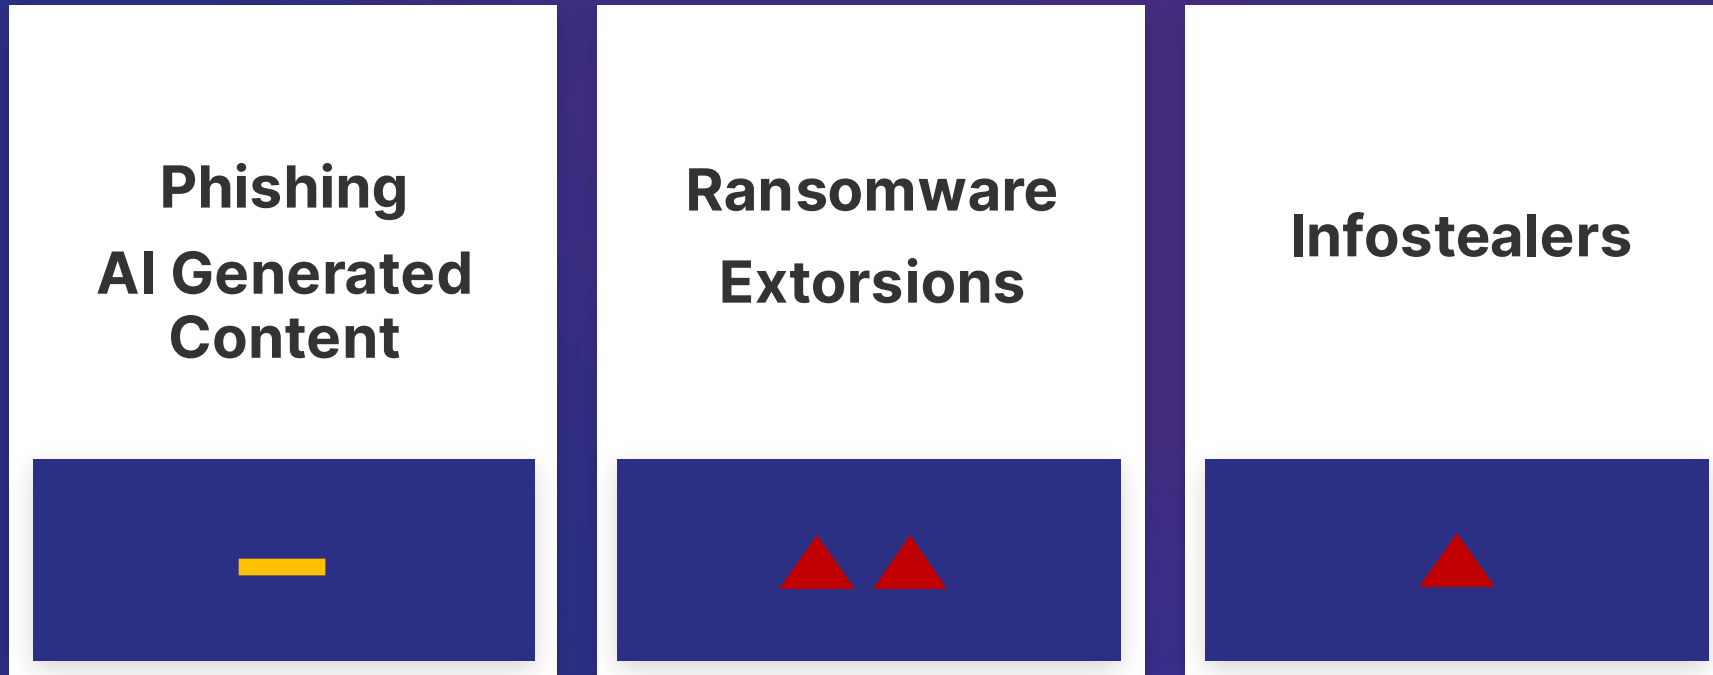 Phishing
AI Generated
Content
Ransomware
Extorsions
Infostealers